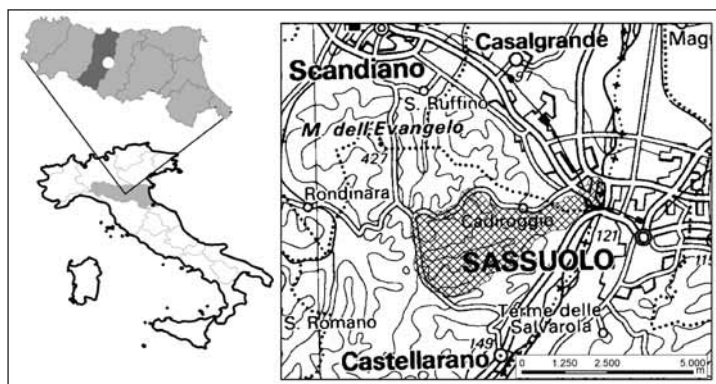 Casalgrande
Mag
Scandiano
97
S. Ruffino
M. dell'Evangelo
427
Rondinara
Cadiroggio
121
SASSUOLO
115
Terme delle
Salvarola
S. Romano
149
Castellarano
0 1.250 2.500 5.000
m